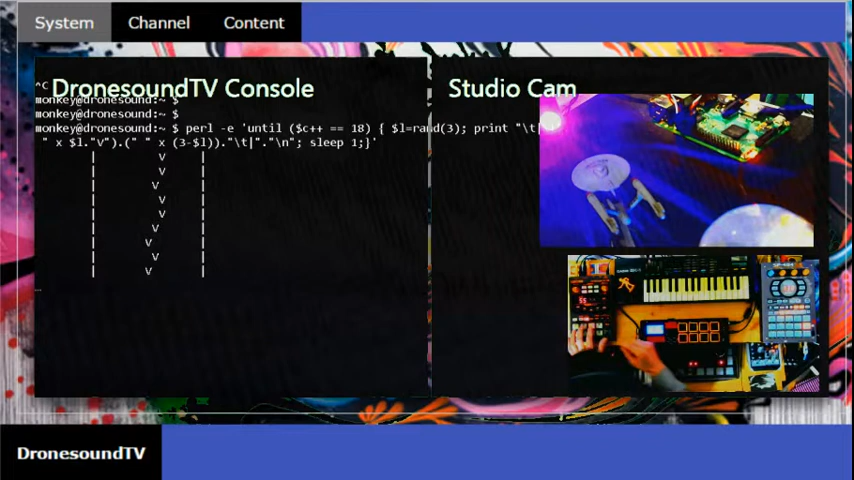 System Channel Content
DronesoundTV Console
Studio Cam
^C
monkey@dronesound:~ $
monkey@dronesound:~ $
monkey@dronesound:~ $ perl -e 'until ($c++ == 18) { $l=rand(3); print "\t|
" x $l."V").(" " x (3-$l))."\t|"."\n"; sleep 1;}'
| V |
| V |
| V |
| V |
| V |
| V |
| V |
| V |
| V |
DronesoundTV